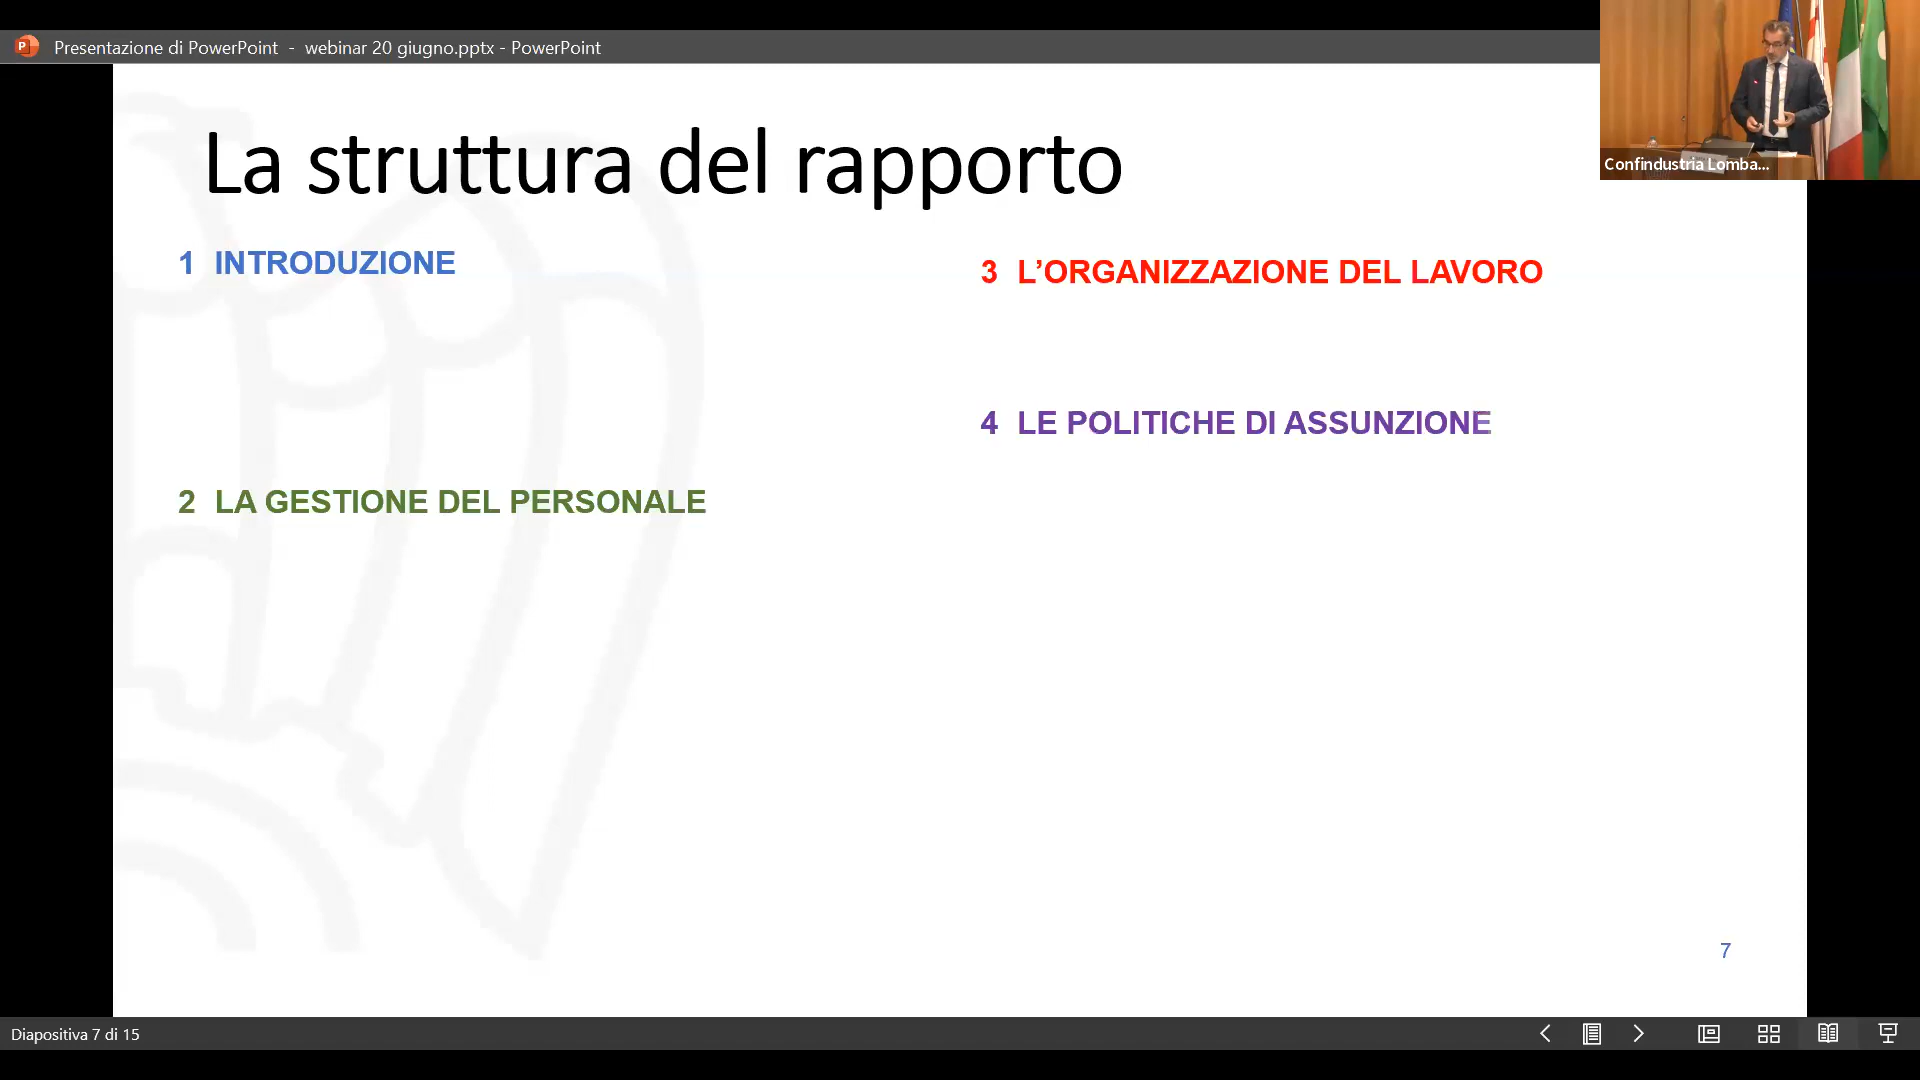 Presentazione di PowerPoint - webinar 20 giugno.pptx - PowerPoint
Confindustria Lomba...
La struttura del rapporto
1 INTRODUZIONE
2 LA GESTIONE DEL PERSONALE
3 L’ORGANIZZAZIONE DEL LAVORO
4 LE POLITICHE DI ASSUNZIONE
7
Diapositiva 7 di 15